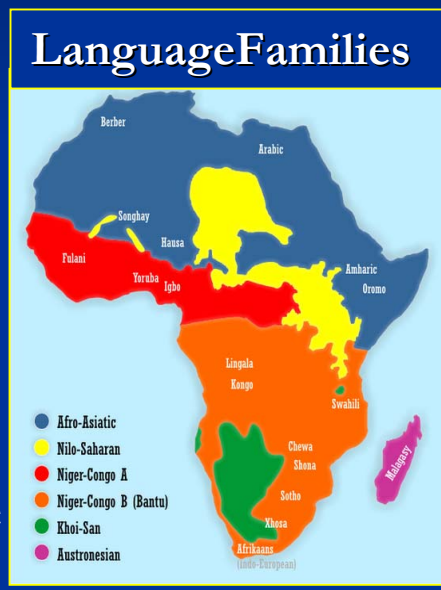 LanguageFamilies
Berber
Arabic
Songhay
Hausa
Fulani
Yoruba
Igbo
Amharic
Oromo
Lingala
Kongo
Swahili
Chewa
Shona
Malagasy
Sotho
Xhosa
Afrikaans
(Indo-European)
Afro-Asiatic
Nilo-Saharan
Niger-Congo A
Niger-Congo B (Bantu)
Khoi-San
Austronesian